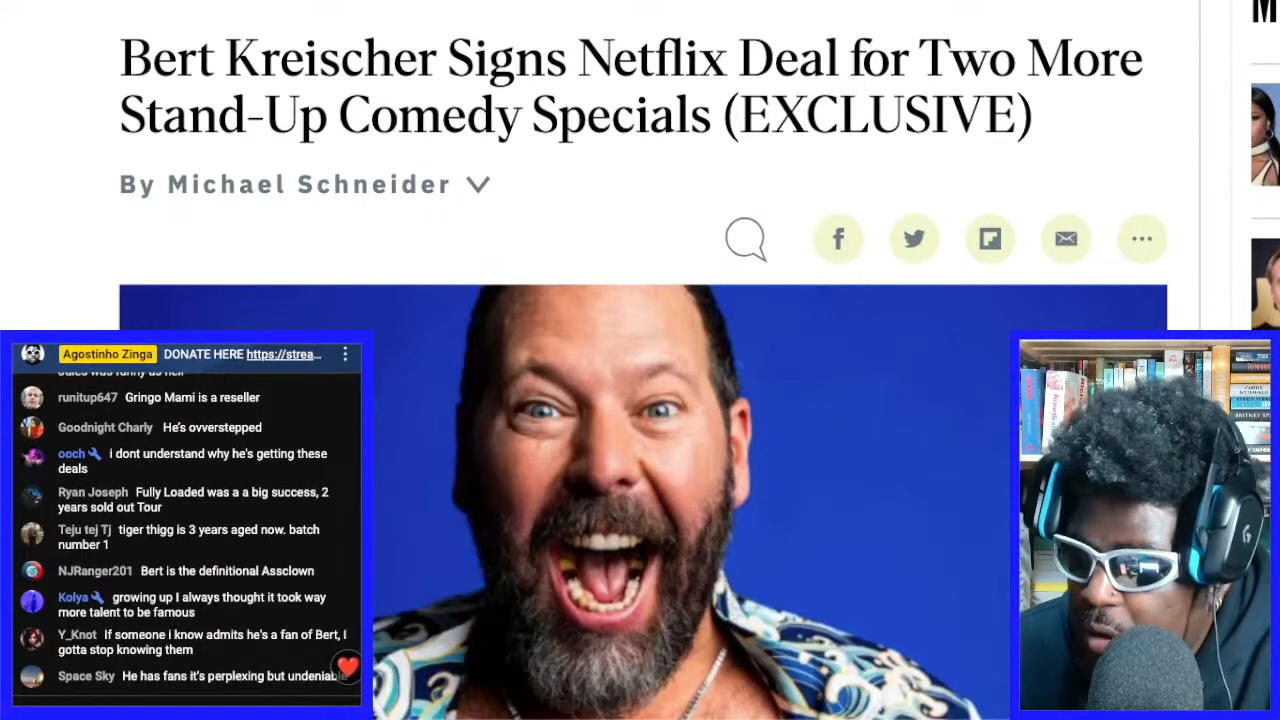 Bert Kreischer Signs Netflix Deal for Two More
Stand-Up Comedy Specials (EXCLUSIVE)
By Michael Schneider
Agostinho Zinga DONATE HERE https://strea...
runitup647 Gringo Mami is a reseller
Goodnight Charly He's ovverstepped
ooch i dont understand why he's getting these
deals
Ryan Joseph Fully Loaded was a a big success, 2
years sold out Tour
Teju tej Tj tiger thigg is 3 years aged now. batch
number 1
NJRanger201 Bert is the definitional Assclown
Kolya growing up I always thought it took way
more talent to be famous
Y_Knot If someone i know admits he's a fan of Bert, I
gotta stop knowing them
Space Sky He has fans it's perplexing but undeniable